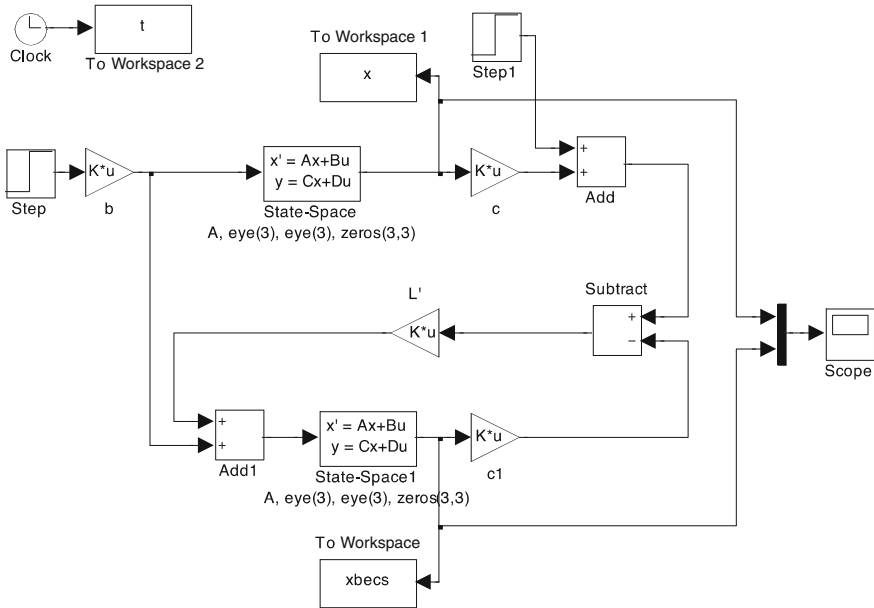 t
Clock
To Workspace 2
To Workspace 1
x
Step1
K*u
x' = Ax+Bu
y = Cx+Du
K*u
+
+
Step
b
State-Space
c
Add
A, eye(3), eye(3), zeros(3,3)
L'
Subtract
K*u
+
−
Scope
+
+
x' = Ax+Bu
y = Cx+Du
K*u
Add1
State-Space1
c1
A, eye(3), eye(3), zeros(3,3)
To Workspace
xbecs